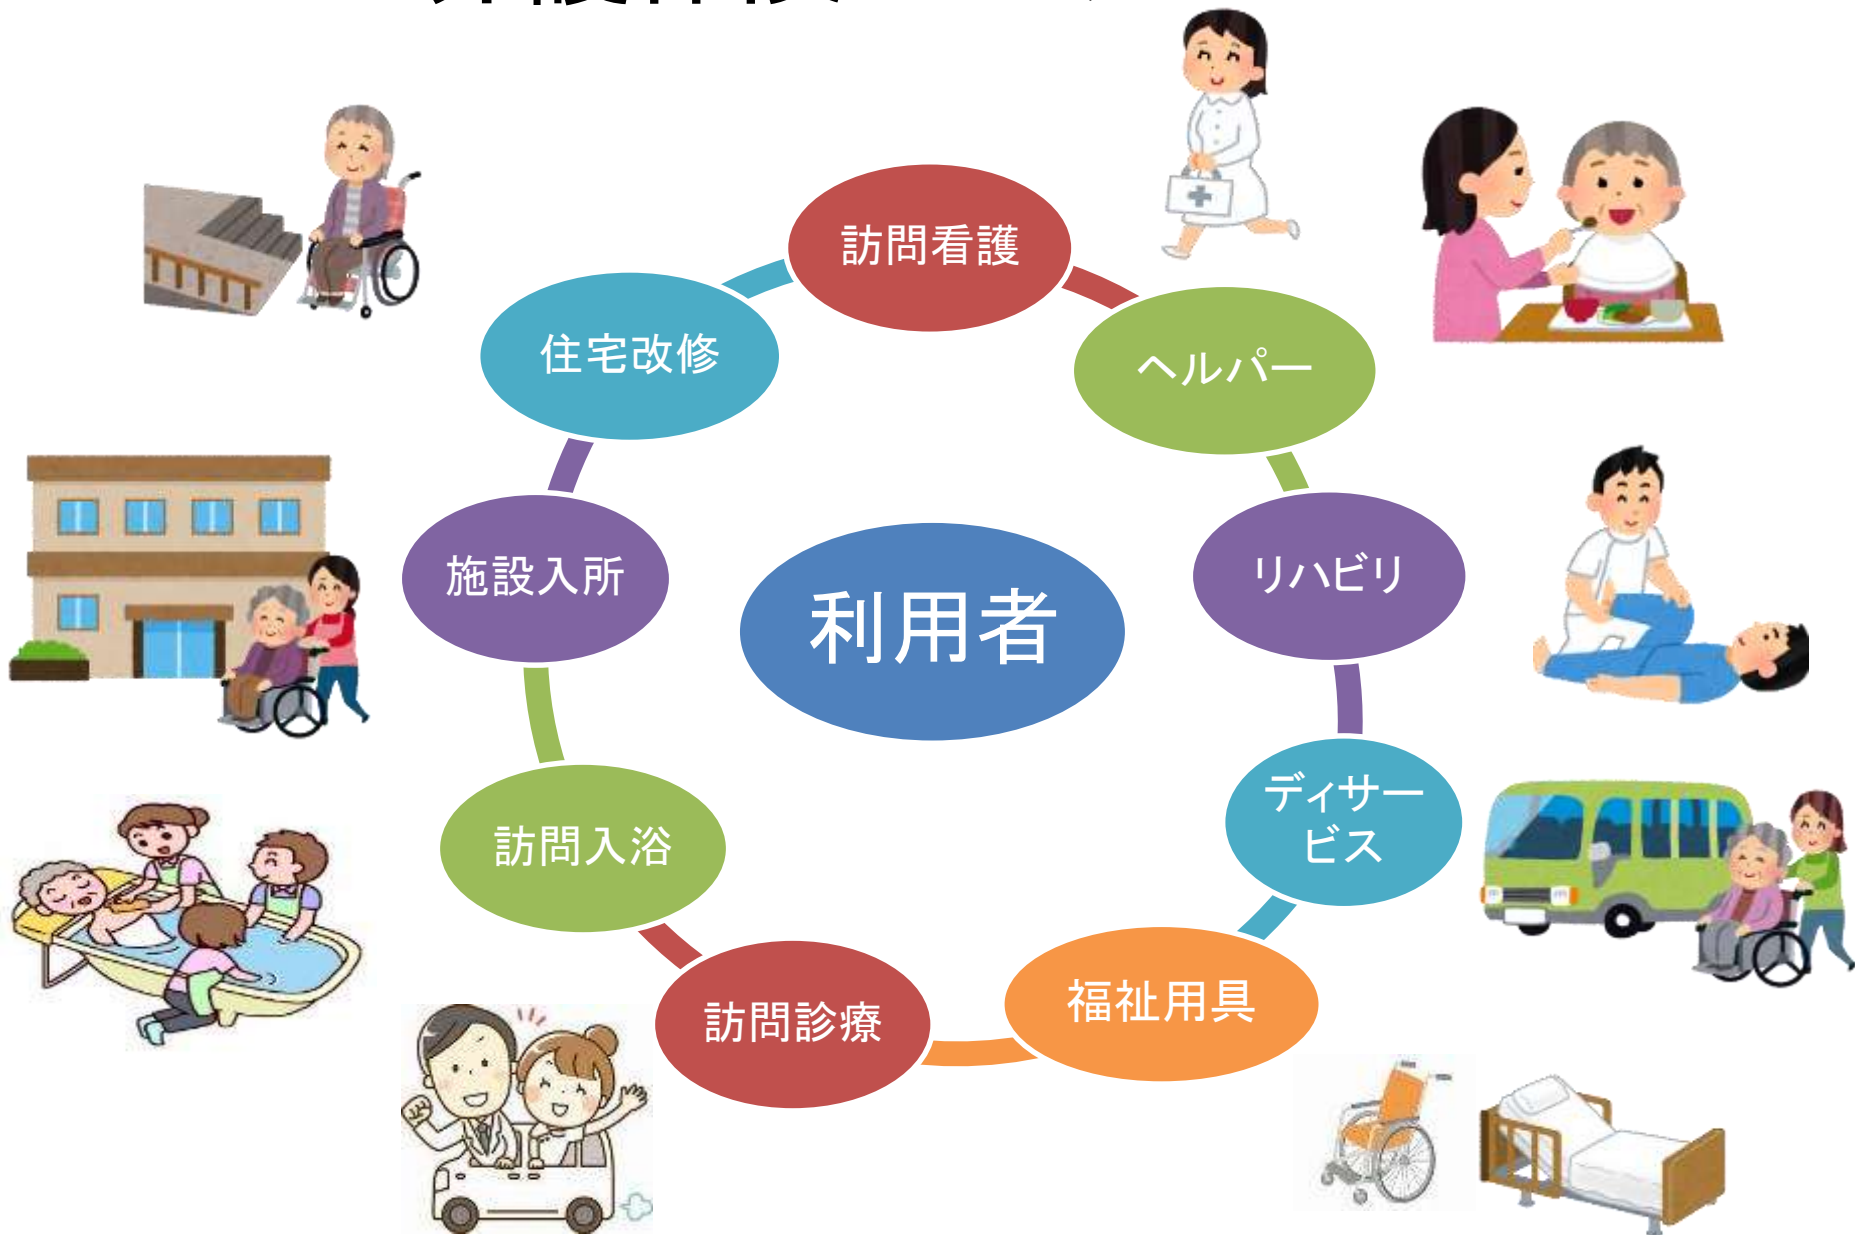 訪問看護
住宅改修
ヘルパー
施設入所
リハビリ
利用者
ディサー
ビス
訪問入浴
福祉用具
訪問診療